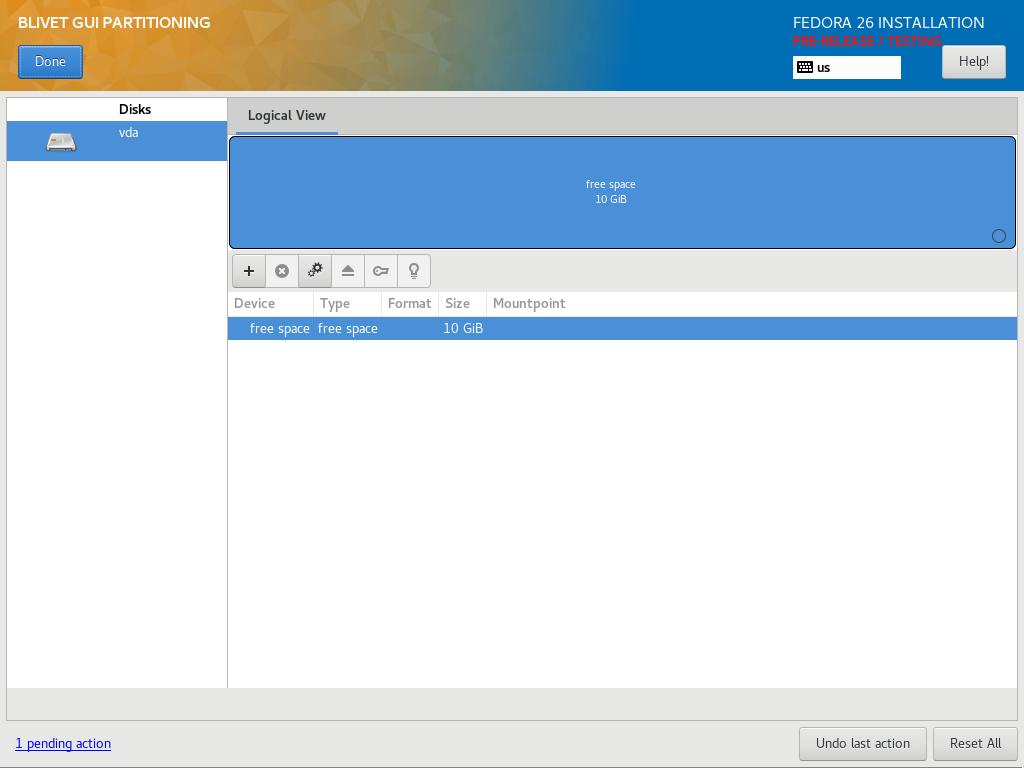 BLIVET GUI PARTITIONING
Done
FEDORA 26 INSTALLATION
PRE-RELEASE / TESTING
us
Help!
Disks
vda
Logical View
free space
10 GiB
Device Type Format Size Mountpoint
free space free space 10 GiB
1 pending action
Undo last action
Reset All